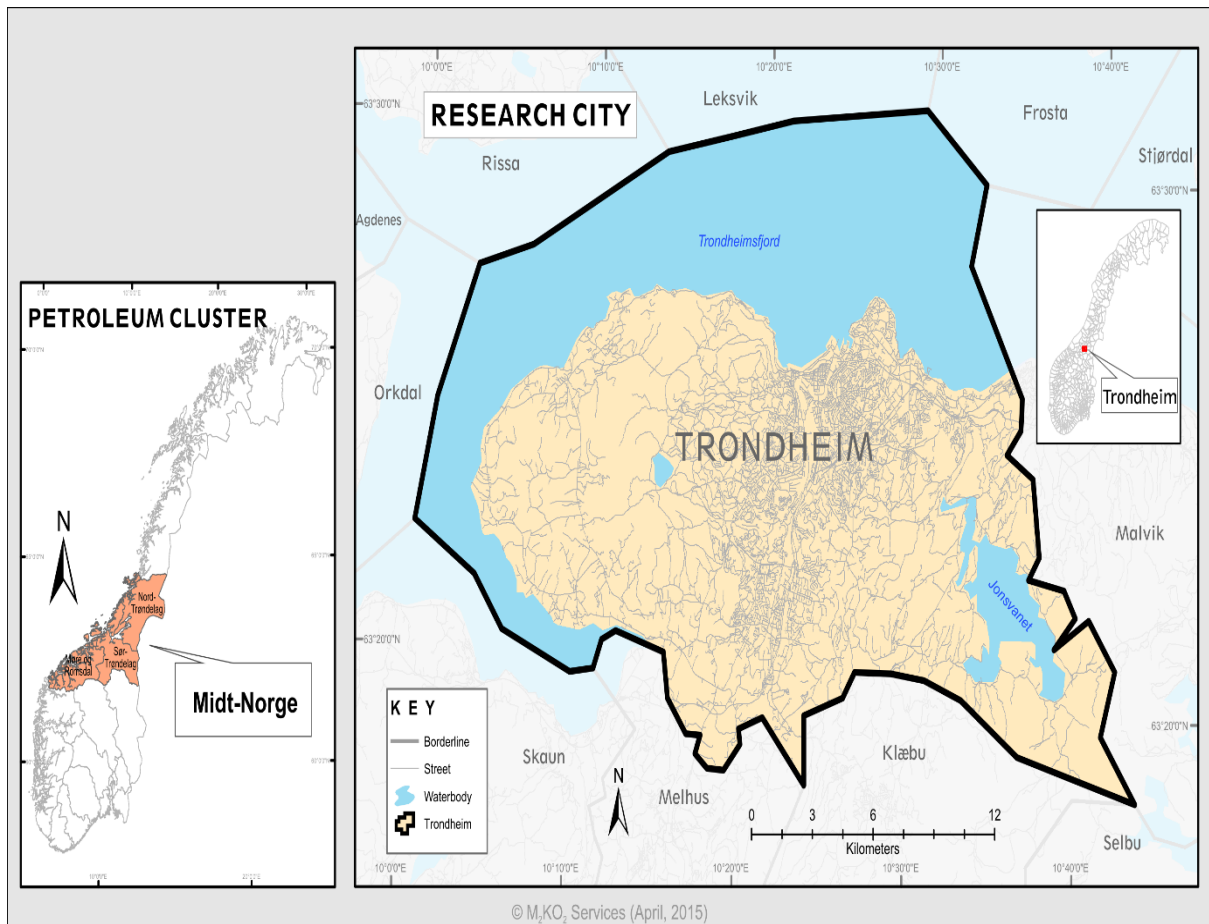 PETROLEUM CLUSTER
Nord-
Trøndelag
Sør-
Trøndelag
Møre og
Romsdal
N
Midt-Norge
10°0'0"E
10°10'0"E
10°20'0"E
10°30'0"E
10°40'0"E
63°30'0"N
RESEARCH CITY
Leksvik
Frosta
Rissa
Stjørdal
63°30'0"N
Agdenes
Trondheimsfjord
Trondheim
Orkdal
TRONDHEIM
Malvik
Jonsvanet
63°20'0"N
63°20'0"N
KEY
Borderline
Street
Waterbody
Trondheim
Skaun
N
Melhus
Klæbu
Selbu
0 3 6 12
Kilometers
10°0'0"E
10°10'0"E
10°20'0"E
10°30'0"E
10°40'0"E
© M₂KO₂ Services (April, 2015)